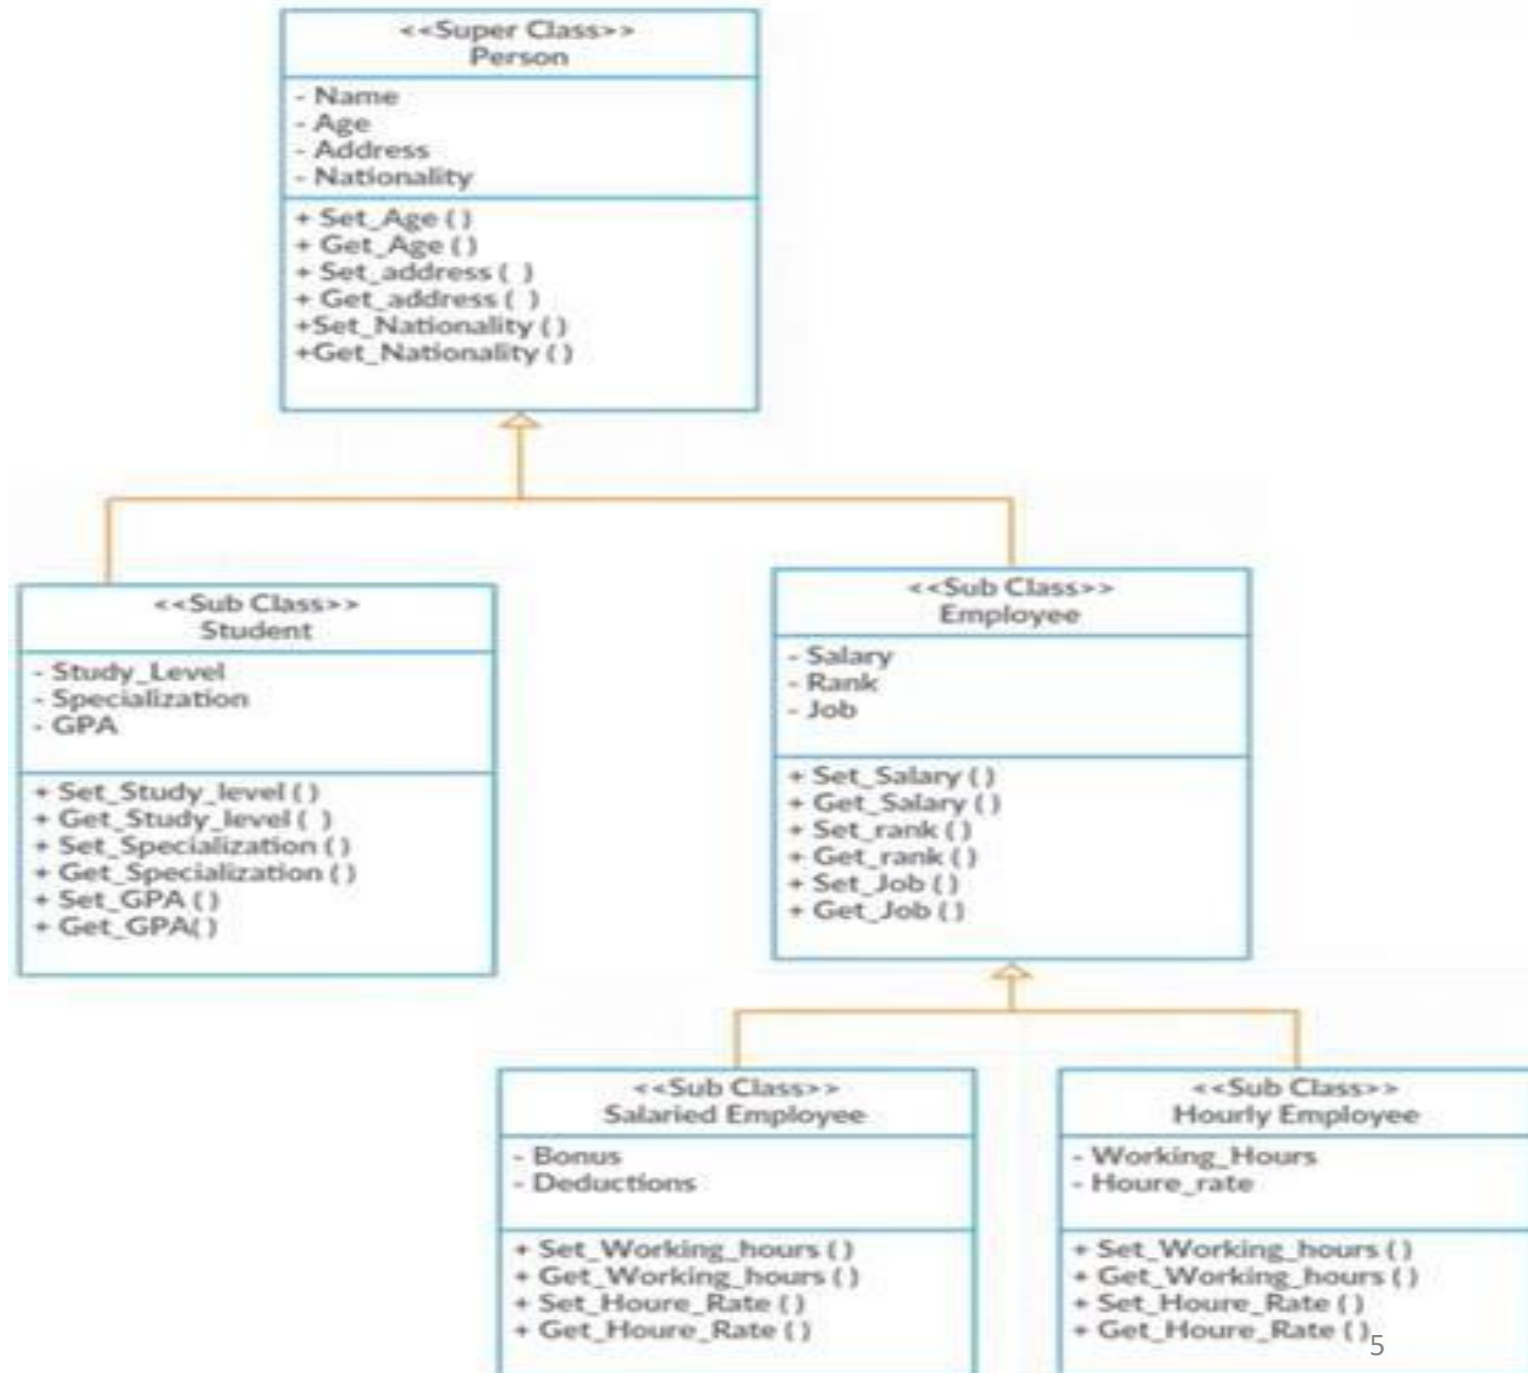 <<Super Class>>
Person
- Name
- Age
- Address
- Nationality
+ Set_Age ( )
+ Get_Age ( )
+ Set_address (  )
+ Get_address (  )
+Set_Nationality ( )
+Get_Nationality ( )
<<Sub Class>>
Student
- Study_Level
- Specialization
- GPA
+ Set_Study_level ( )
+ Get_Study_level (  )
+ Set_Specialization ( )
+ Get_Specialization ( )
+ Set_GPA ( )
+ Get_GPA( )
<<Sub Class>>
Employee
- Salary
- Rank
- Job
+ Set_Salary ( )
+ Get_Salary ( )
+ Set_rank ( )
+ Get_rank ( )
+ Set_Job ( )
+ Get_Job ( )
<<Sub Class>>
Salaried Employee
- Bonus
- Deductions
+ Set_Working_hours ( )
+ Get_Working_hours ( )
+ Set_Houre_Rate ( )
+ Get_Houre_Rate ( )
<<Sub Class>>
Hourly Employee
- Working_Hours
- Houre_rate
+ Set_Working_hours ( )
+ Get_Working_hours ( )
+ Set_Houre_Rate ( )
+ Get_Houre_Rate ( )
5